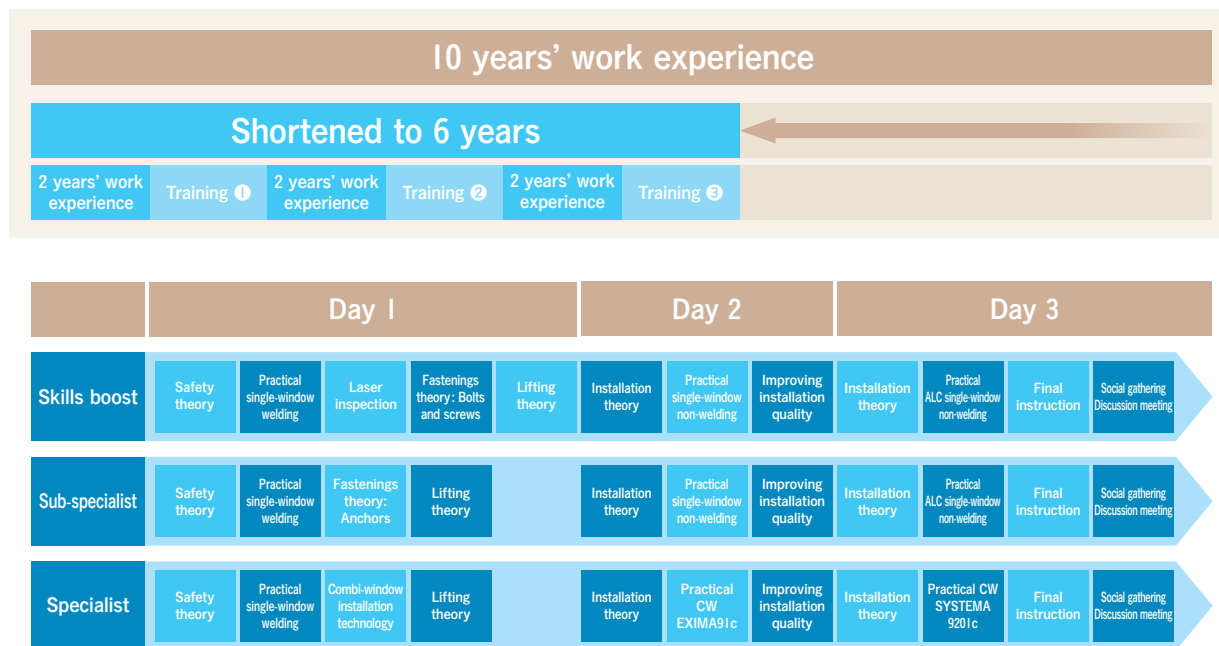 10 years’ work experience
Shortened to 6 years
2 years’ work
experience
Training ❶
2 years’ work
experience
Training ❷
2 years’ work
experience
Training ❸
Day 1
Day 2
Day 3
Skills boost
Safety
theory
Practical
single-window
welding
Laser
inspection
Fastenings
theory: Bolts
and screws
Lifting
theory
Installation
theory
Practical
single-window
non-welding
Improving
installation
quality
Installation
theory
Practical
ALC single-window
non-welding
Final
instruction
Social gathering
Discussion meeting
Sub-specialist
Safety
theory
Practical
single-window
welding
Fastenings
theory:
Anchors
Lifting
theory
Installation
theory
Practical
single-window
non-welding
Improving
installation
quality
Installation
theory
Practical
ALC single-window
non-welding
Final
instruction
Social gathering
Discussion meeting
Specialist
Safety
theory
Practical
single-window
welding
Combi-window
installation
technology
Lifting
theory
Installation
theory
Practical
CW
EXIMA91c
Improving
installation
quality
Installation
theory
Practical CW
SYSTEMA
9201c
Final
instruction
Social gathering
Discussion meeting